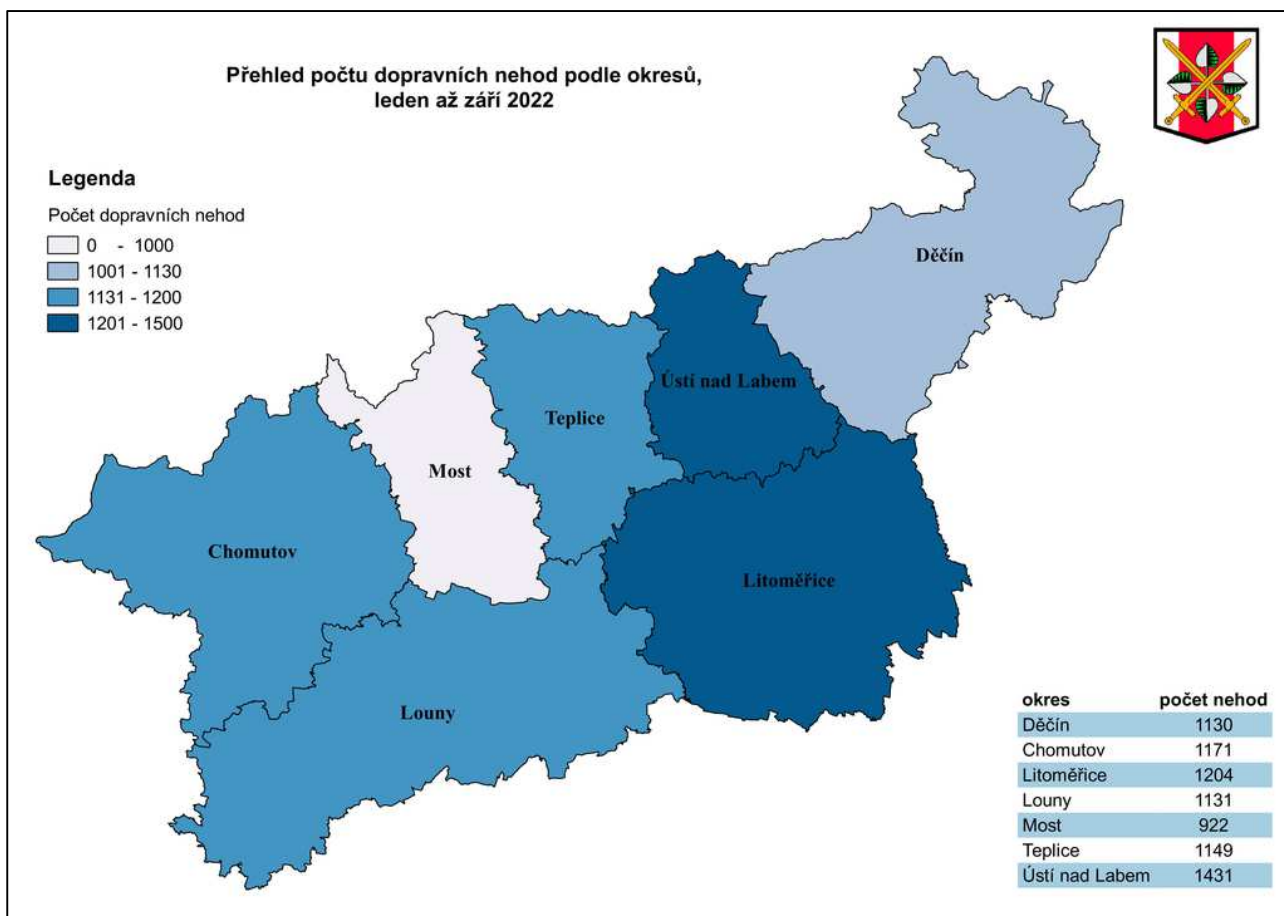 Přehled počtu dopravních nehod podle okresů,
leden až září 2022
Legenda
Počet dopravních nehod
0 - 1000
1001 - 1130
1131 - 1200
1201 - 1500
Děčín
Ústí nad Labem
Teplice
Most
Chomutov
Litoměřice
Louny
okres počet nehod
Děčín 1130
Chomutov 1171
Litoměřice 1204
Louny 1131
Most 922
Teplice 1149
Ústí nad Labem 1431